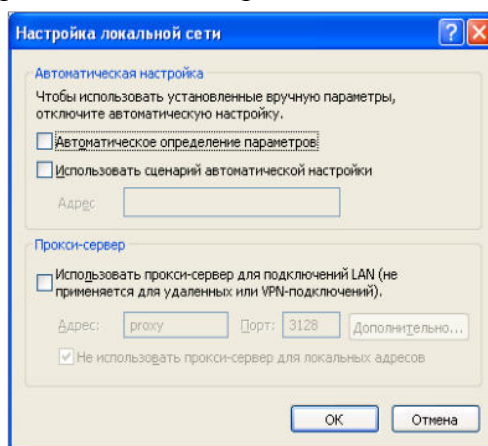 Настройка локальной сети
Автоматическая настройка
Чтобы использовать установленные вручную параметры,
отключите автоматическую настройку.
Автоматическое определение параметров
Использовать сценарий автоматической настройки
Адрес
Прокси-сервер
Использовать прокси-сервер для подключений LAN (не
применяется для удаленных или VPN-подключений).
Адрес: proxy Порт: 3128 Дополнительно...
Не использовать прокси-сервер для локальных адресов
ОК Отмена